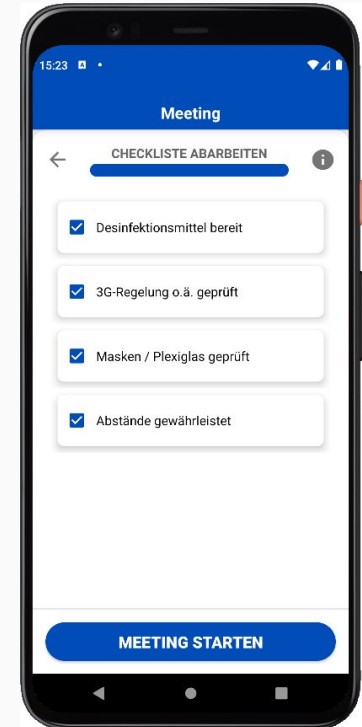 15:23
Meeting
CHECKLISTE ABARBEITEN
Desinfektionsmittel bereit
3G-Regelung o.ä. geprüft
Masken / Plexiglas geprüft
Abstände gewährleistet
MEETING STARTEN